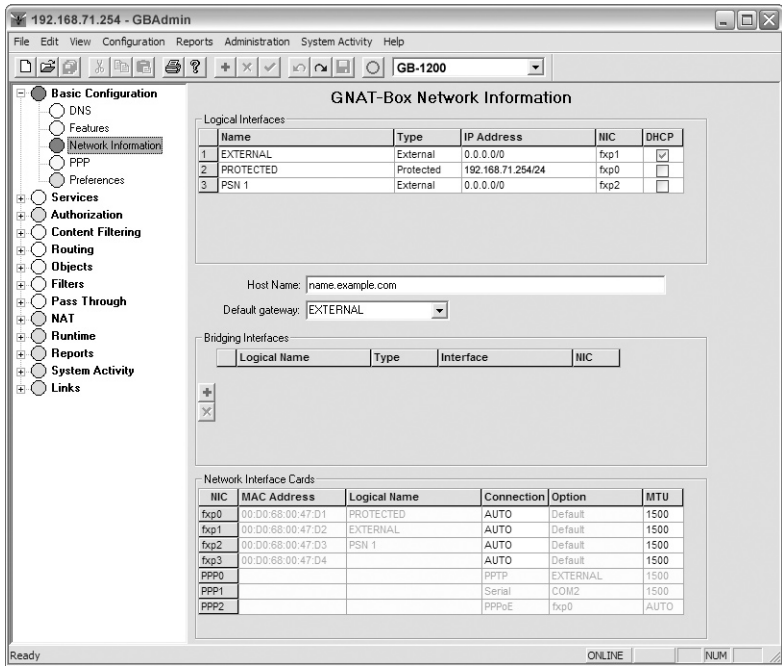 192.168.71.254 - GBAdmin
File Edit View Configuration Reports Administration System Activity Help
GB-1200
Basic Configuration
DNS
Features
Network Information
PPP
Preferences
Services
Authorization
Content Filtering
Routing
Objects
Filters
Pass Through
NAT
Runtime
Reports
System Activity
Links
GNAT-Box Network Information
Logical Interfaces
Name Type IP Address NIC DHCP
1 EXTERNAL External 0.0.0.0/0 fxp1
2 PROTECTED Protected 192.168.71.254/24 fxp0
3 PSN 1 External 0.0.0.0/0 fxp2
Host Name: name.example.com
Default gateway: EXTERNAL
Bridging Interfaces
Logical Name Type Interface NIC
Network Interface Cards
NIC MAC Address Logical Name Connection Option MTU
fxp0 00:D0:68:00:47:D1 PROTECTED AUTO Default 1500
fxp1 00:D0:68:00:47:D2 EXTERNAL AUTO Default 1500
fxp2 00:D0:68:00:47:D3 PSN 1 AUTO Default 1500
fxp3 00:D0:68:00:47:D4 AUTO Default 1500
PPP0 PPTP EXTERNAL 1500
PPP1 Serial COM2 1500
PPP2 PPPoE fxp0 AUTO
Ready ONLINE NUM